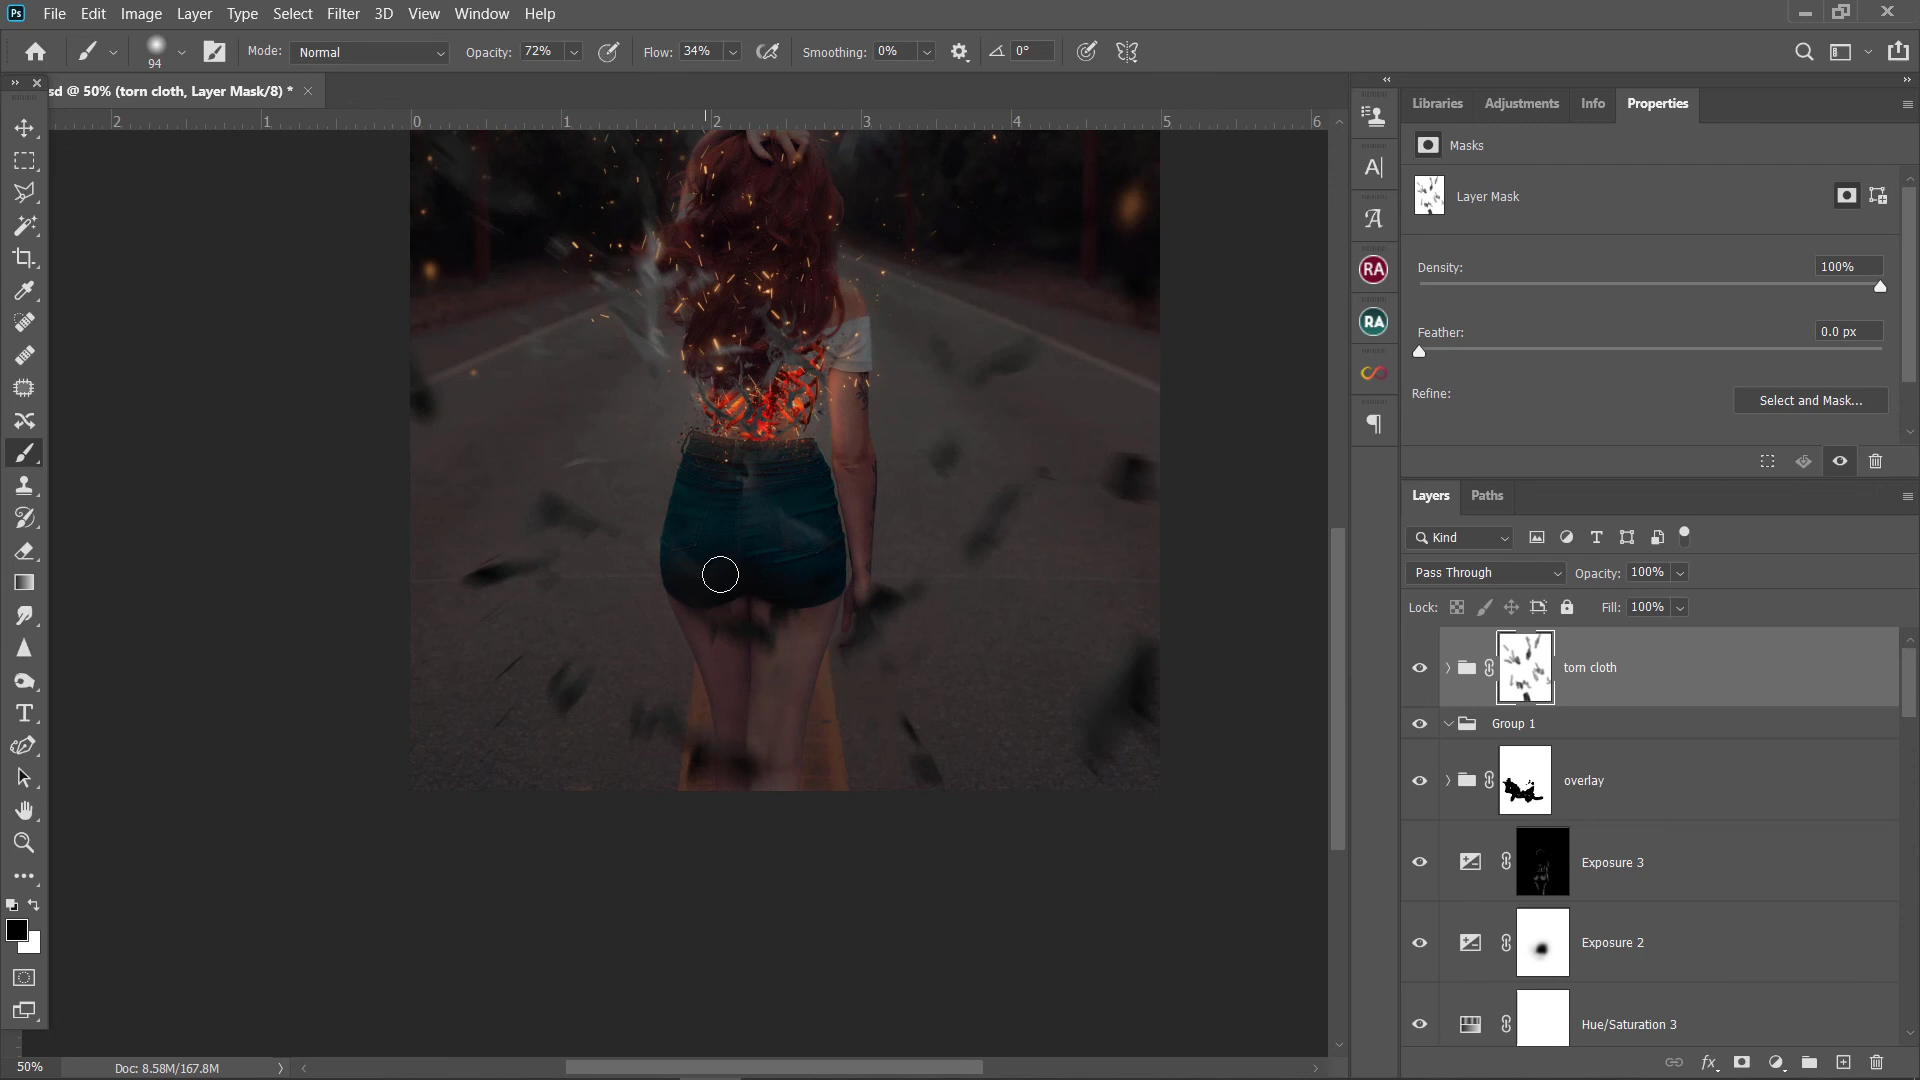 Ps File Edit Image Layer Type Select Filter 3D View Window Help
94 Mode: Normal Opacity: 72% Flow: 34% Smoothing: 0% 0°
sd @ 50% (torn cloth, Layer Mask/8) *
2 1 0 1 2 3 4 5 6
Libraries Adjustments Info Properties
Masks
Layer Mask
Density: 100%
Feather: 0.0 px
Refine: Select and Mask...
A|
A
RA
RA
Layers Paths
Kind
Pass Through Opacity: 100%
Lock: Fill: 100%
torn cloth
Group 1
overlay
Exposure 3
Exposure 2
Hue/Saturation 3
50% Doc: 8.58M/167.8M
fx